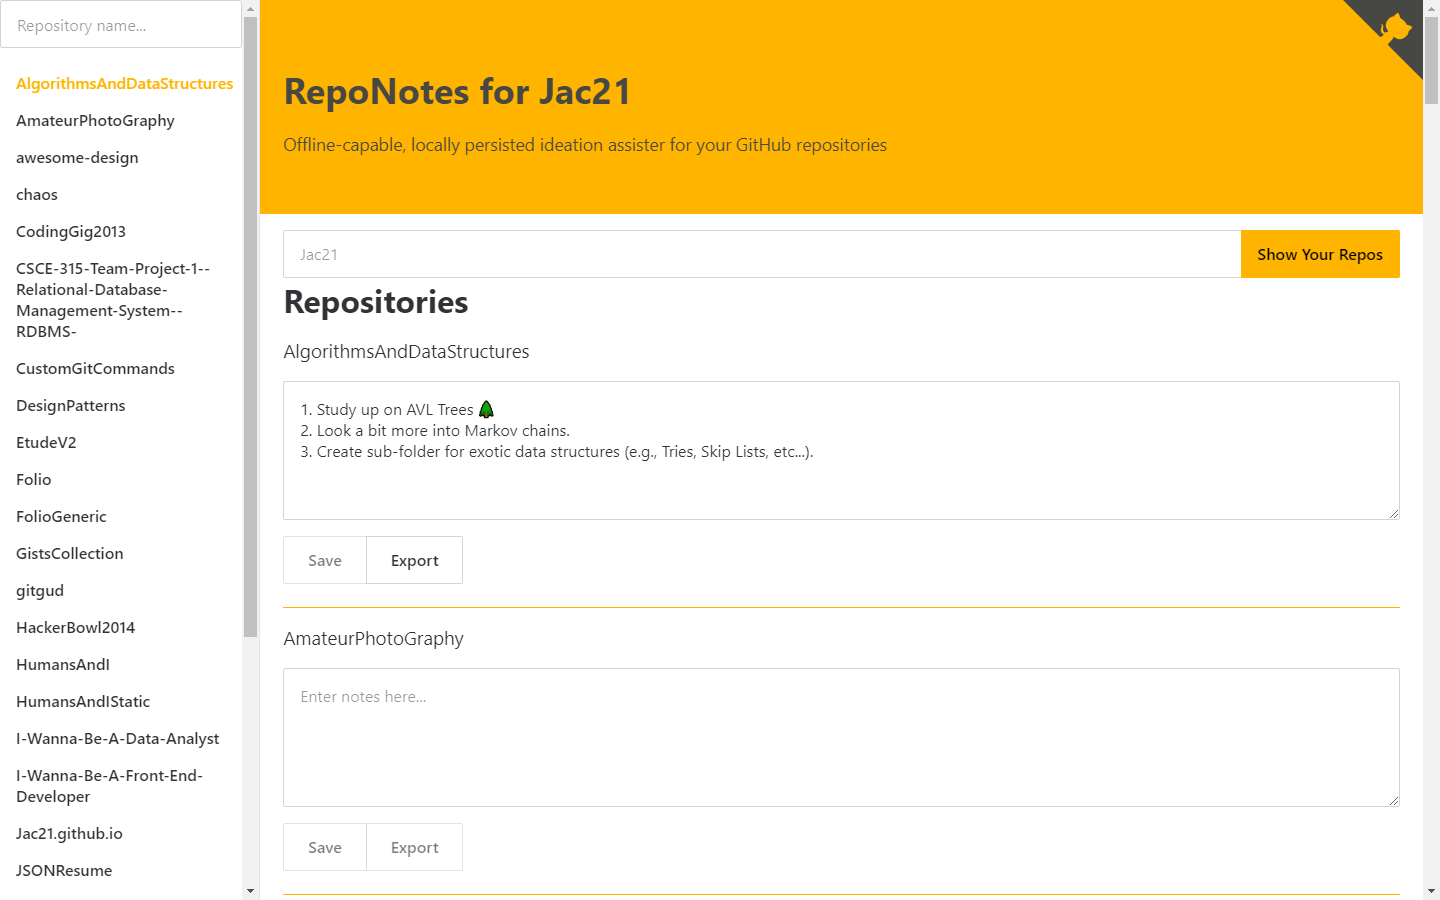 Repository name...
AlgorithmsAndDataStructures
AmateurPhotoGraphy
awesome-design
chaos
CodingGig2013
CSCE-315-Team-Project-1--
Relational-Database-
Management-System--
RDBMS-
CustomGitCommands
DesignPatterns
EtudeV2
Folio
FolioGeneric
GistsCollection
gitgud
HackerBowl2014
HumansAndI
HumansAndIStatic
I-Wanna-Be-A-Data-Analyst
I-Wanna-Be-A-Front-End-
Developer
Jac21.github.io
JSONResume
RepoNotes for Jac21
Offline-capable, locally persisted ideation assister for your GitHub repositories
Jac21
Show Your Repos
Repositories
AlgorithmsAndDataStructures
1. Study up on AVL Trees 🌲
2. Look a bit more into Markov chains.
3. Create sub-folder for exotic data structures (e.g., Tries, Skip Lists, etc...).
Save
Export
AmateurPhotoGraphy
Enter notes here...
Save
Export